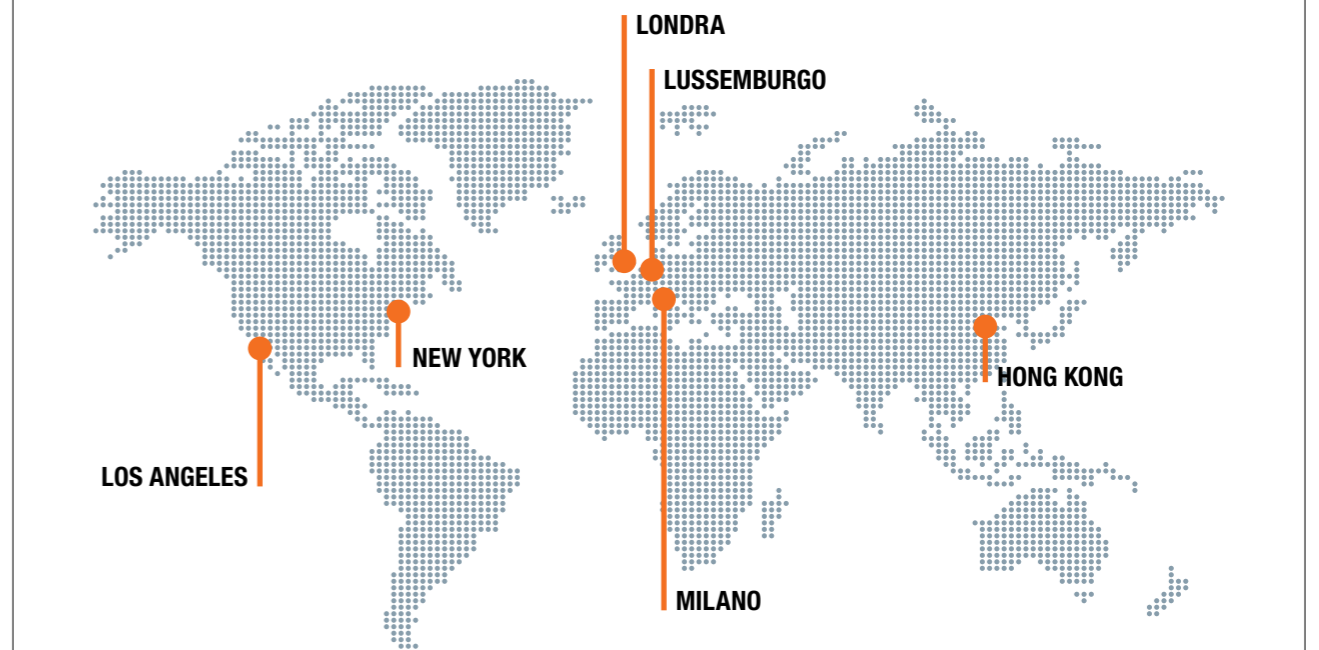 LONDRA
LUSSEMBURGO
NEW YORK
HONG KONG
LOS ANGELES
MILANO